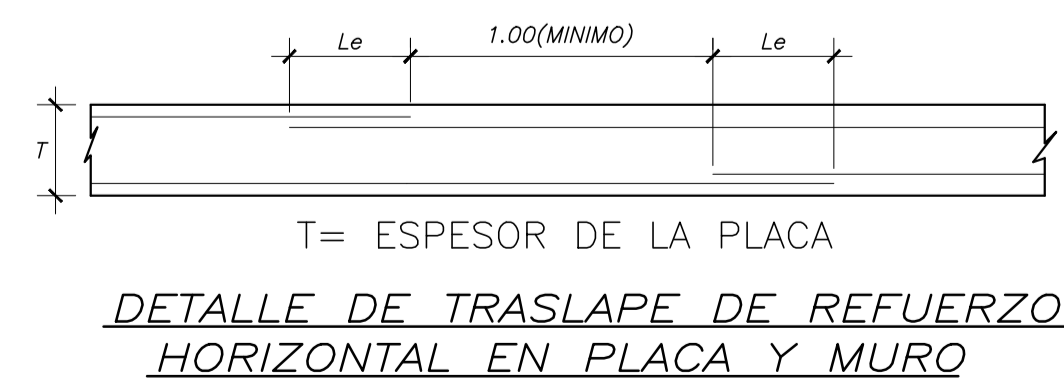 Le 1.00(MINIMO) Le
T
T= ESPESOR DE LA PLACA
DETALLE DE TRASLAPE DE REFUERZO
HORIZONTAL EN PLACA Y MURO